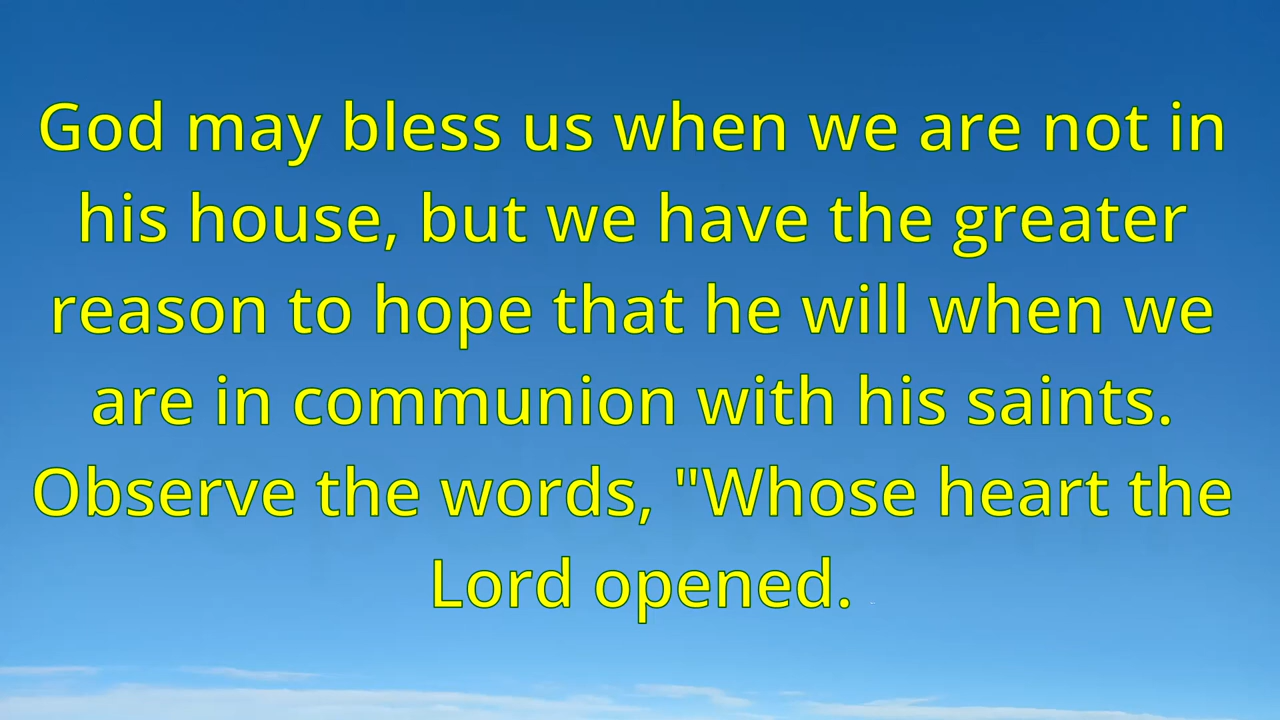 God may bless us when we are not in
his house, but we have the greater
reason to hope that he will when we
are in communion with his saints.
Observe the words, "Whose heart the
Lord opened.